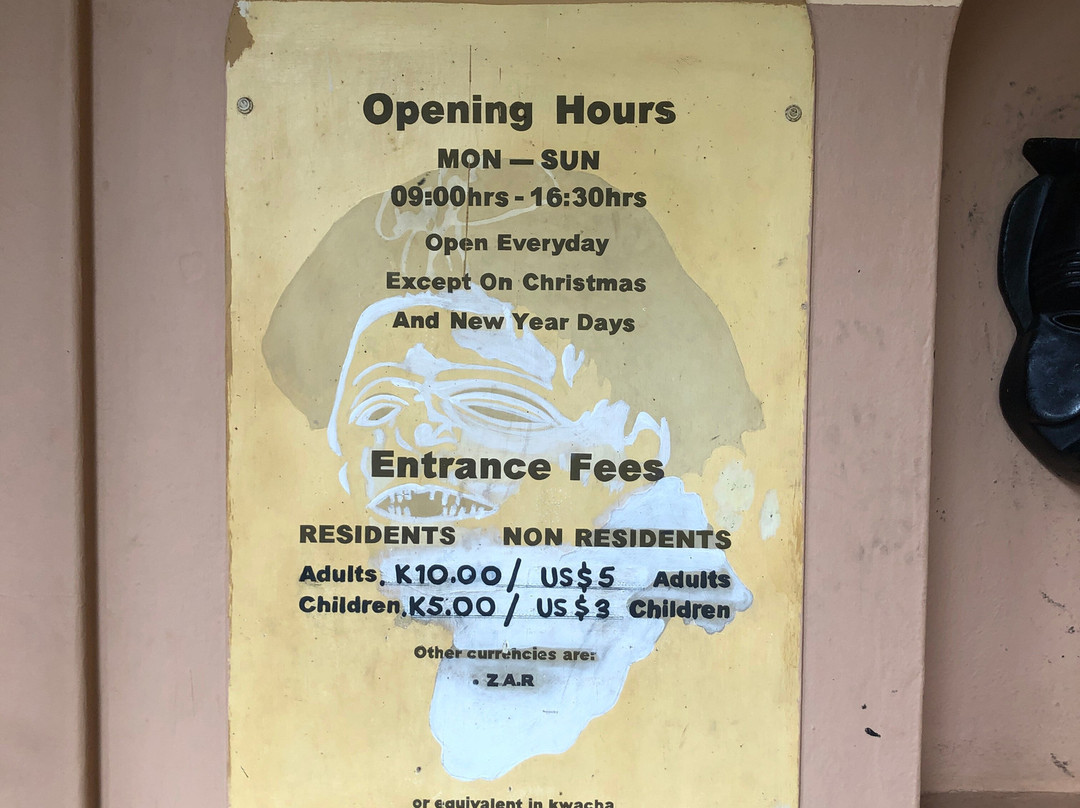 Opening Hours
MON — SUN
09:00hrs - 16:30hrs
Open Everyday
Except On Christmas
And New Year Days
Entrance Fees
RESIDENTS NON RESIDENTS
Adults, K10.00 / US$5 Adults
Children, K5.00 / US$3 Children
Other currencies are:
. Z A.R
or equivalent in kwacha